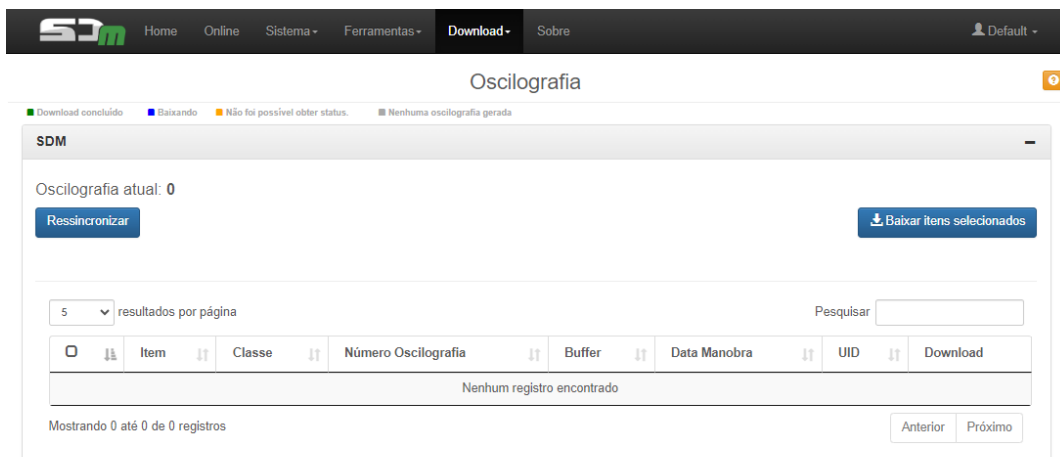 SDm Home Online Sistema Ferramentas Download Sobre Default
Oscilografia
Download concluído Baixando Não foi possível obter status. Nenhuma oscilografia gerada
SDM
Oscilografia atual: 0
Ressincronizar Baixar itens selecionados
5 resultados por página Pesquisar
Item Classe Número Oscilografia Buffer Data Manobra UID Download
Nenhum registro encontrado
Mostrando 0 até 0 de 0 registros Anterior Próximo